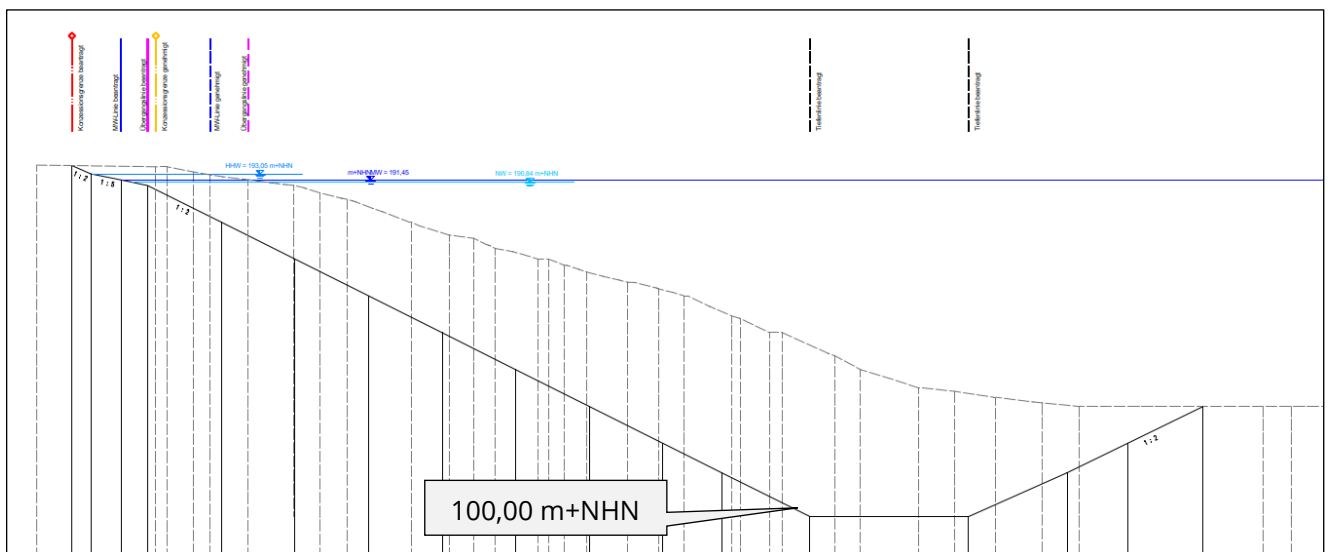 Konzessionsgrenze beantragt
MW-Linie beantragt
Übergangslinie beantragt
Konzessionsgrenze genehmigt
MW-Linie genehmigt
Übergangslinie genehmigt
Tiefenlinie beantragt
Tiefenlinie beantragt
HHW = 193,05 m+NHN
m+NHNMW = 191,45
NW = 190,84 m+NHN
1:2
1:5
1:2
1:2
100,00 m+NHN